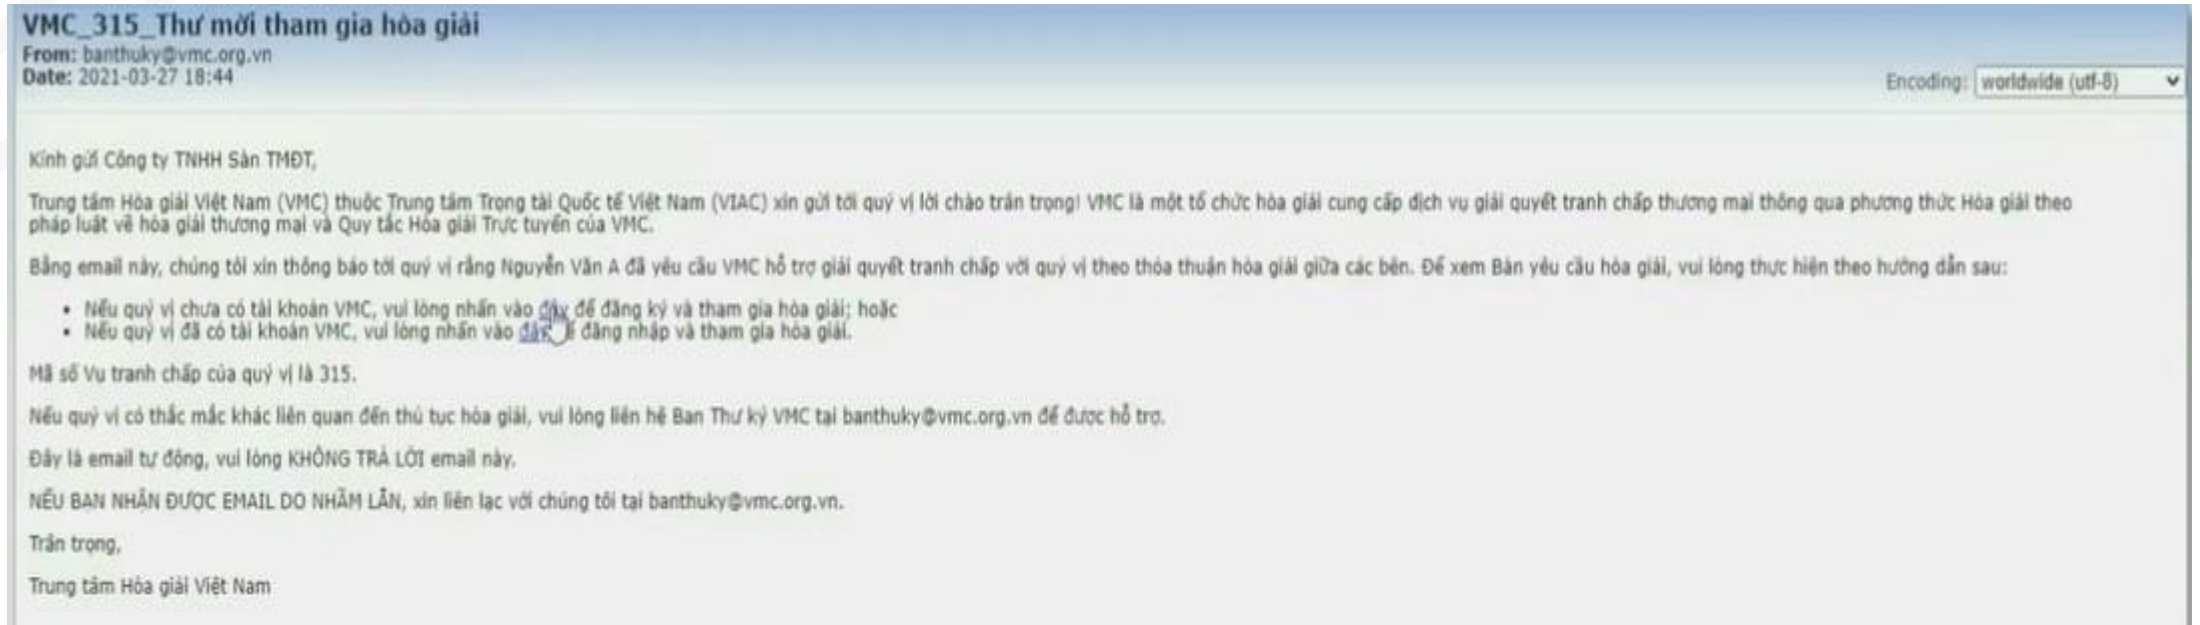 VMC_315_Thư mời tham gia hòa giải
From: banthuky@vmc.org.vn
Date: 2021-03-27 18:44
Encoding: worldwide (utf-8)
Kính gửi Công ty TNHH Sàn TMĐT,
Trung tâm Hòa giải Việt Nam (VMC) thuộc Trung tâm Trọng tài Quốc tế Việt Nam (VIAC) xin gửi tới quý vị lời chào trân trọng! VMC là một tổ chức hòa giải cung cấp dịch vụ giải quyết tranh chấp thương mại thông qua phương thức Hòa giải theo
pháp luật về hòa giải thương mại và Quy tắc Hòa giải Trực tuyến của VMC.
Bằng email này, chúng tôi xin thông báo tới quý vị rằng Nguyễn Văn A đã yêu cầu VMC hỗ trợ giải quyết tranh chấp với quý vị theo thỏa thuận hòa giải giữa các bên. Để xem Bản yêu cầu hòa giải, vui lòng thực hiện theo hướng dẫn sau:
• Nếu quý vị chưa có tài khoản VMC, vui lòng nhấn vào đây để đăng ký và tham gia hòa giải; hoặc
• Nếu quý vị đã có tài khoản VMC, vui lòng nhấn vào đây để đăng nhập và tham gia hòa giải.
Mã số Vụ tranh chấp của quý vị là 315.
Nếu quý vị có thắc mắc khác liên quan đến thủ tục hòa giải, vui lòng liên hệ Ban Thư ký VMC tại banthuky@vmc.org.vn để được hỗ trợ.
Đây là email tự động, vui lòng KHÔNG TRẢ LỜI email này.
NẾU BẠN NHẬN ĐƯỢC EMAIL DO NHẦM LẪN, xin liên lạc với chúng tôi tại banthuky@vmc.org.vn.
Trân trọng,
Trung tâm Hòa giải Việt Nam